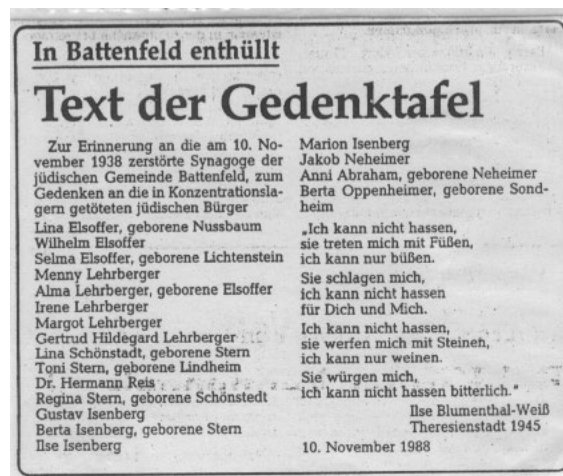 In Battenfeld enthüllt
Text der Gedenktafel
Zur Erinnerung an die am 10. No-
vember 1938 zerstörte Synagoge der
jüdischen Gemeinde Battenfeld, zum
Gedenken an die in Konzentrationsla-
gern getöteten jüdischen Bürger
Lina Elsoffer, geborene Nussbaum
Wilhelm Elsoffer
Selma Elsoffer, geborene Lichtenstein
Menny Lehrberger
Alma Lehrberger, geborene Elsoffer
Irene Lehrberger
Margot Lehrberger
Gertrud Hildegard Lehrberger
Lina Schönstadt, geborene Stern
Toni Stern, geborene Lindheim
Dr. Hermann Reis
Regina Stern, geborene Schönstedt
Gustav Isenberg
Berta Isenberg, geborene Stern
Ilse Isenberg
Marion Isenberg
Jakob Neheimer
Anni Abraham, geborene Neheimer
Berta Oppenheimer, geborene Sond-
heim
„Ich kann nicht hassen,
sie treten mich mit Füßen,
ich kann nur büßen.
Sie schlagen mich,
ich kann nicht hassen
für Dich und Mich.
Ich kann nicht hassen,
sie werfen mich mit Steinen,
ich kann nur weinen.
Sie würgen mich,
ich kann nicht hassen bitterlich."
Ilse Blumenthal-Weiß
Theresienstadt 1945
10. November 1988